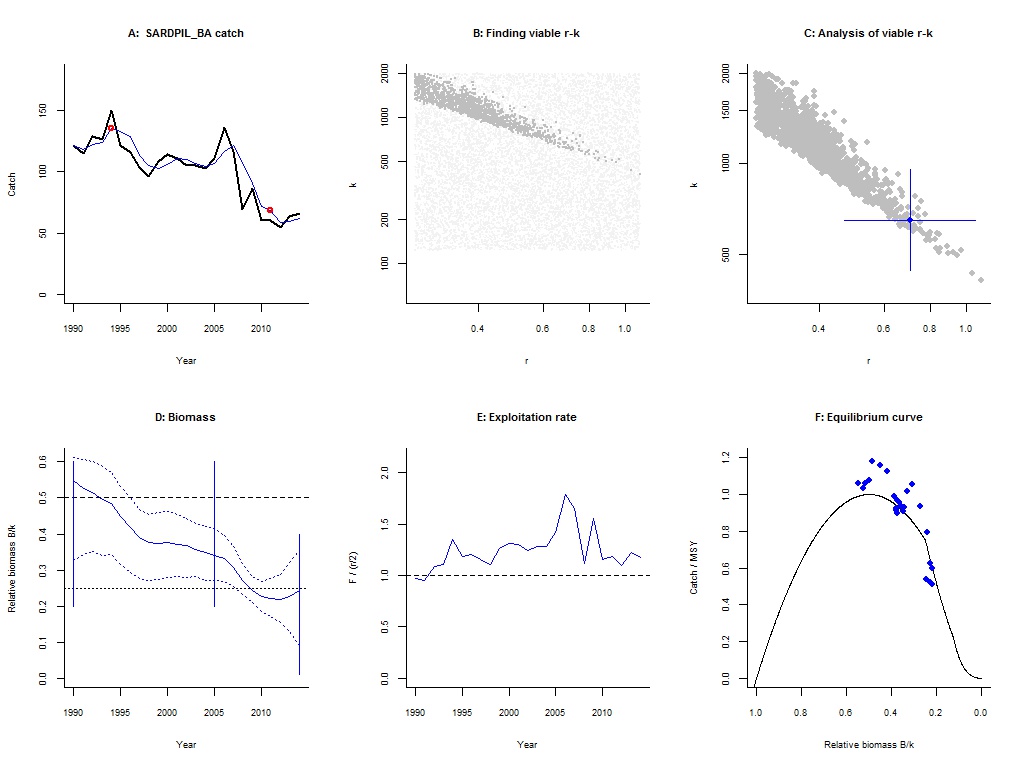 A:  SARDPIL_BA catch
B: Finding viable r-k
C: Analysis of viable r-k
Catch
0 50 100 150
1990 1995 2000 2005 2010
Year
k
100 200 500 1000 2000
0.4 0.6 0.8 1.0
r
k
500 1000 1500 2000
0.4 0.6 0.8 1.0
r
D: Biomass
E: Exploitation rate
F: Equilibrium curve
Relative biomass B/k
0.0 0.1 0.2 0.3 0.4 0.5 0.6
1990 1995 2000 2005 2010
Year
F / (r/2)
0.0 0.5 1.0 1.5 2.0
1990 1995 2000 2005 2010
Year
Catch / MSY
0.0 0.2 0.4 0.6 0.8 1.0 1.2
1.0 0.8 0.6 0.4 0.2 0.0
Relative biomass B/k